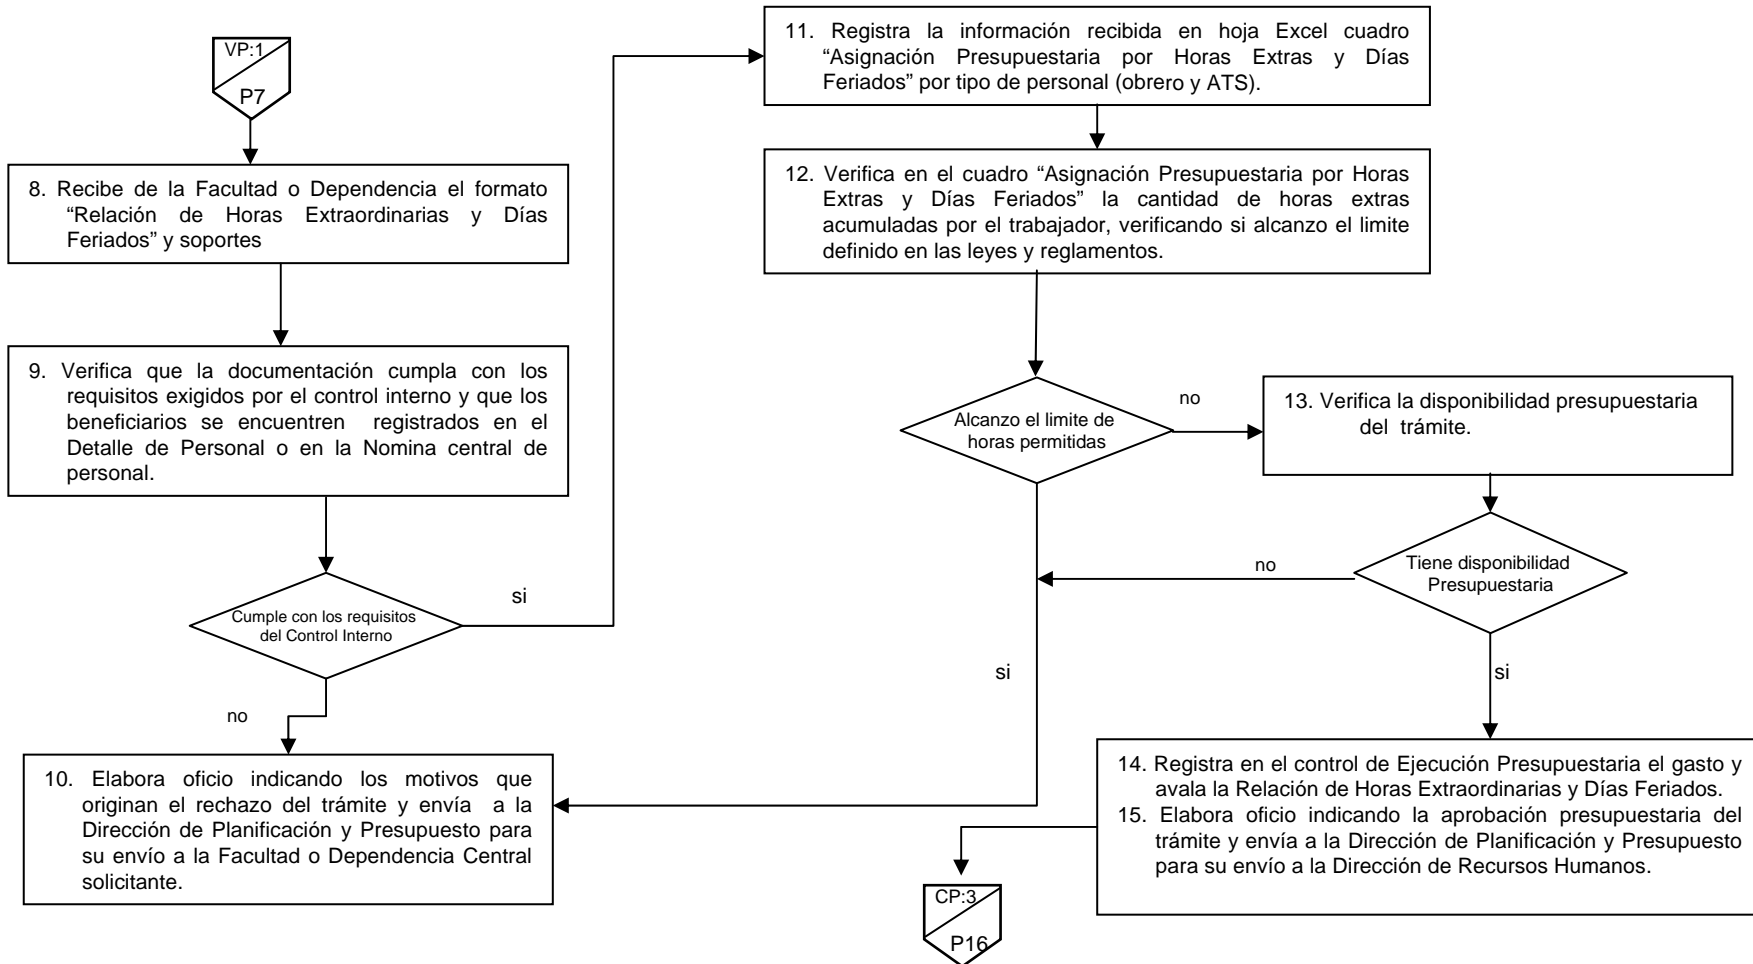 VP:1
P7
8. Recibe de la Facultad o Dependencia el formato
“Relación de Horas Extraordinarias y Días
Feriados” y soportes
9. Verifica que la documentación cumpla con los
requisitos exigidos por el control interno y que los
beneficiarios se encuentren registrados en el
Detalle de Personal o en la Nomina central de
personal.
Cumple con los requisitos
del Control Interno
si
no
10. Elabora oficio indicando los motivos que
originan el rechazo del trámite y envía a la
Dirección de Planificación y Presupuesto para
su envío a la Facultad o Dependencia Central
solicitante.
11. Registra la información recibida en hoja Excel cuadro
“Asignación Presupuestaria por Horas Extras y Días
Feriados” por tipo de personal (obrero y ATS).
12. Verifica en el cuadro “Asignación Presupuestaria por Horas
Extras y Días Feriados” la cantidad de horas extras
acumuladas por el trabajador, verificando si alcanzo el limite
definido en las leyes y reglamentos.
Alcanzo el limite de
horas permitidas
no
si
13. Verifica la disponibilidad presupuestaria
del trámite.
Tiene disponibilidad
Presupuestaria
no
si
14. Registra en el control de Ejecución Presupuestaria el gasto y
avala la Relación de Horas Extraordinarias y Días Feriados.
15. Elabora oficio indicando la aprobación presupuestaria del
trámite y envía a la Dirección de Planificación y Presupuesto
para su envío a la Dirección de Recursos Humanos.
CP:3
P16